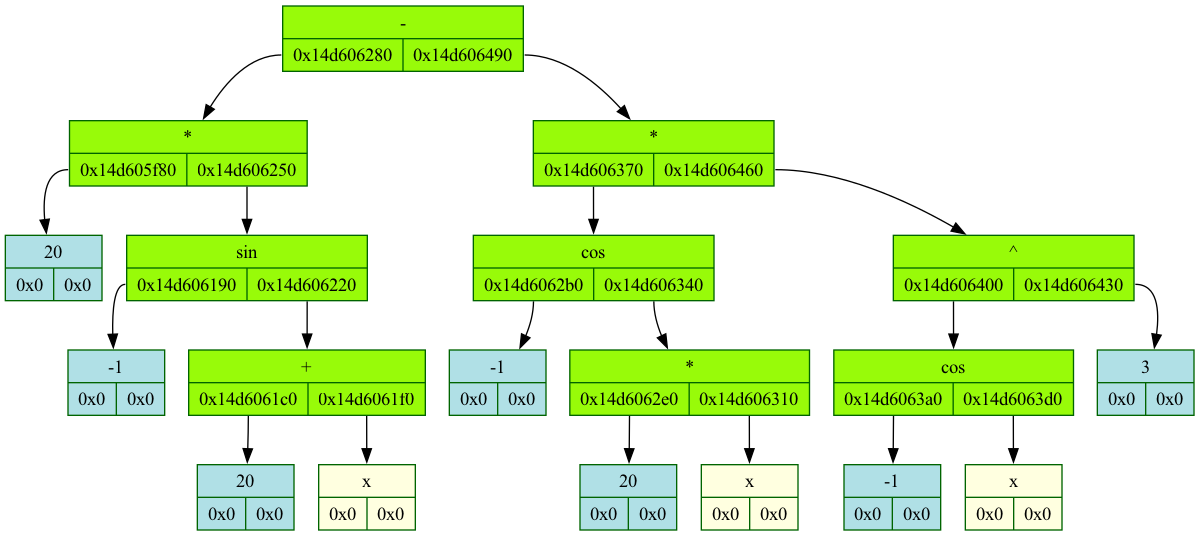 -
0x14d606280 0x14d606490
* *
0x14d605f80 0x14d606250 0x14d606370 0x14d606460
20 sin cos ^
0x0 0x0 0x14d606190 0x14d606220 0x14d6062b0 0x14d606340 0x14d606400 0x14d606430
-1 + -1 * cos 3
0x0 0x0 0x14d6061c0 0x14d6061f0 0x0 0x0 0x14d6062e0 0x14d606310 0x14d6063a0 0x14d6063d0 0x0 0x0
20 x 20 x -1 x
0x0 0x0 0x0 0x0 0x0 0x0 0x0 0x0 0x0 0x0 0x0 0x0